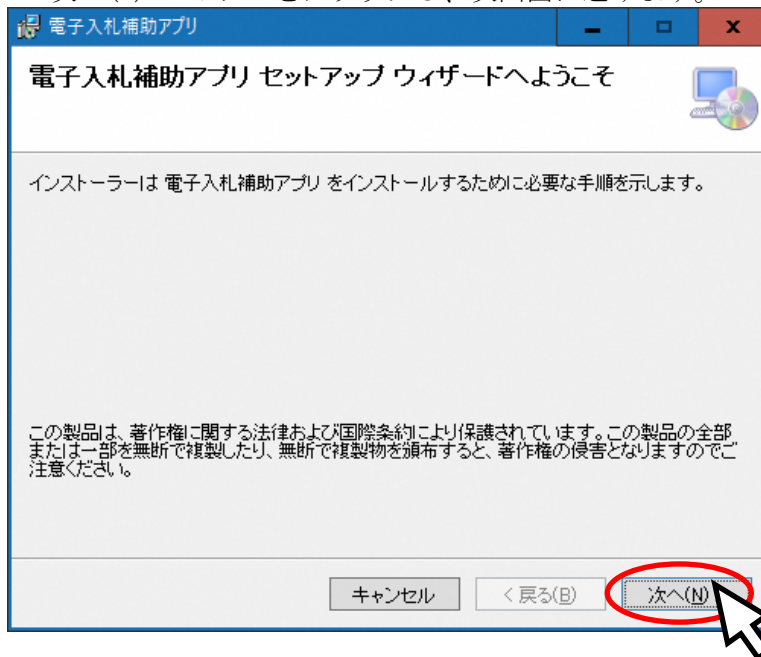 電子入札補助アプリ
電子入札補助アプリ セットアップ ウィザードへようこそ
インストーラーは 電子入札補助アプリ をインストールするために必要な手順を示します。
この製品は、著作権に関する法律および国際条約により保護されています。この製品の全部
または一部を無断で複製したり、無断で複製物を頒布すると、著作権の侵害となりますのでご
注意ください。
キャンセル
< 戻る(B)
次へ(N)